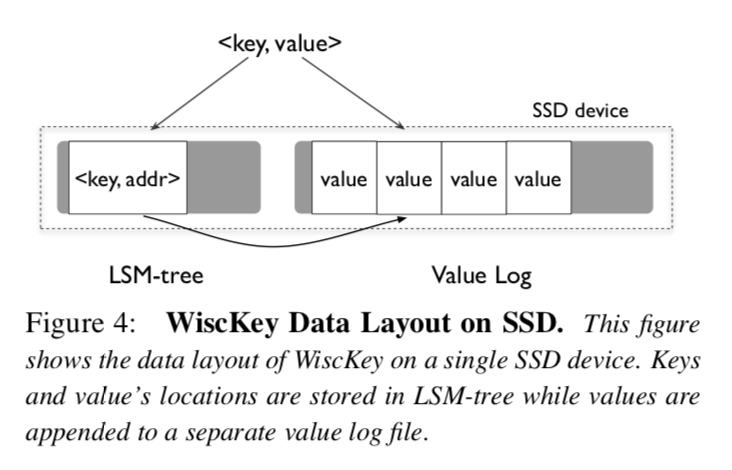 <key, value>
SSD device
<key, addr>
value value value value
LSM-tree
Value Log
Figure 4: WiscKey Data Layout on SSD. This figure
shows the data layout of WiscKey on a single SSD device. Keys
and value's locations are stored in LSM-tree while values are
appended to a separate value log file.